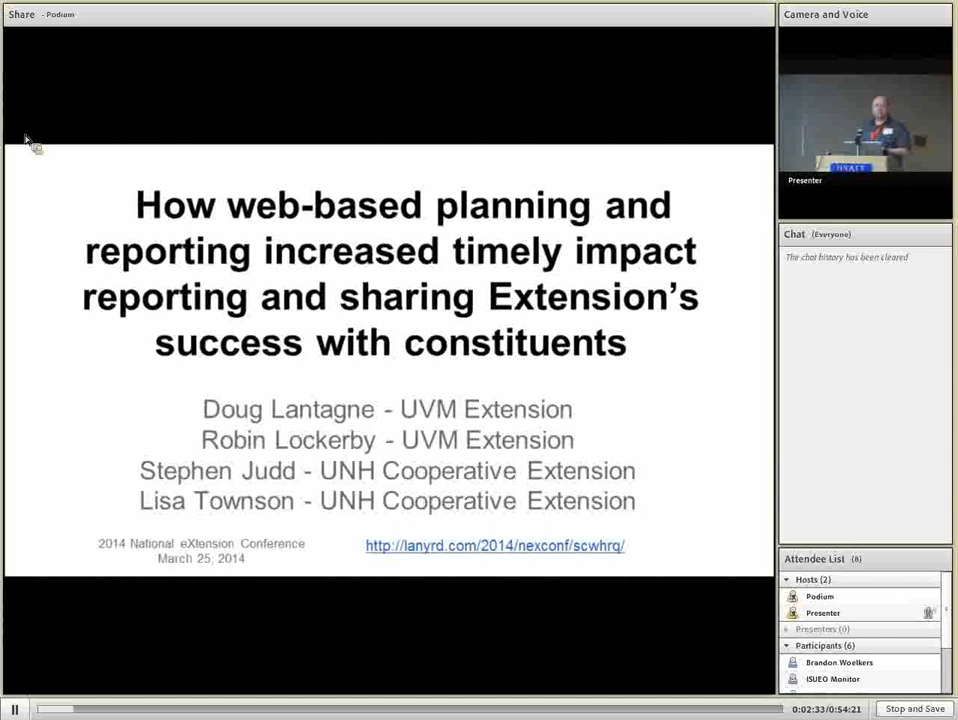 Share - Podium
How web-based planning and
reporting increased timely impact
reporting and sharing Extension's
success with constituents
Doug Lantagne - UVM Extension
Robin Lockerby - UVM Extension
Stephen Judd - UNH Cooperative Extension
Lisa Townson - UNH Cooperative Extension
2014 National eXtension Conference
March 25, 2014
http://lanyrd.com/2014/nexconf/scwhrq/
Camera and Voice
HYATT
Presenter
Chat (Everyone)
The chat history has been cleared
Attendee List (8)
Hosts (2)
Podium
Presenter
Presenters (0)
Participants (6)
Brandon Woelkers
ISUEO Monitor
0:02:33/0:54:21
Stop and Save